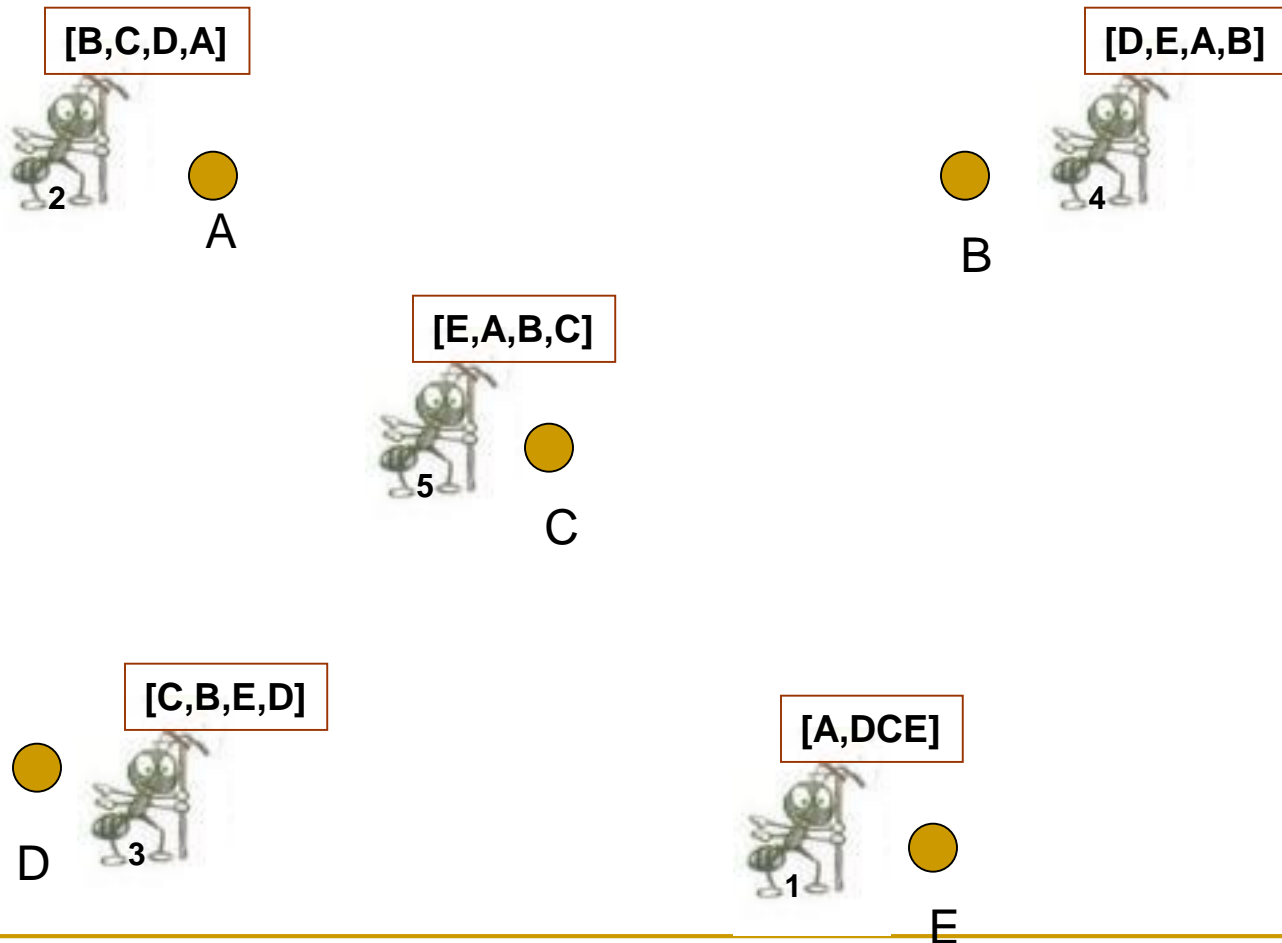 [B,C,D,A]
[D,E,A,B]
2
4
A
B
[E,A,B,C]
5
C
[C,B,E,D]
[A,DCE]
D
3
1
E